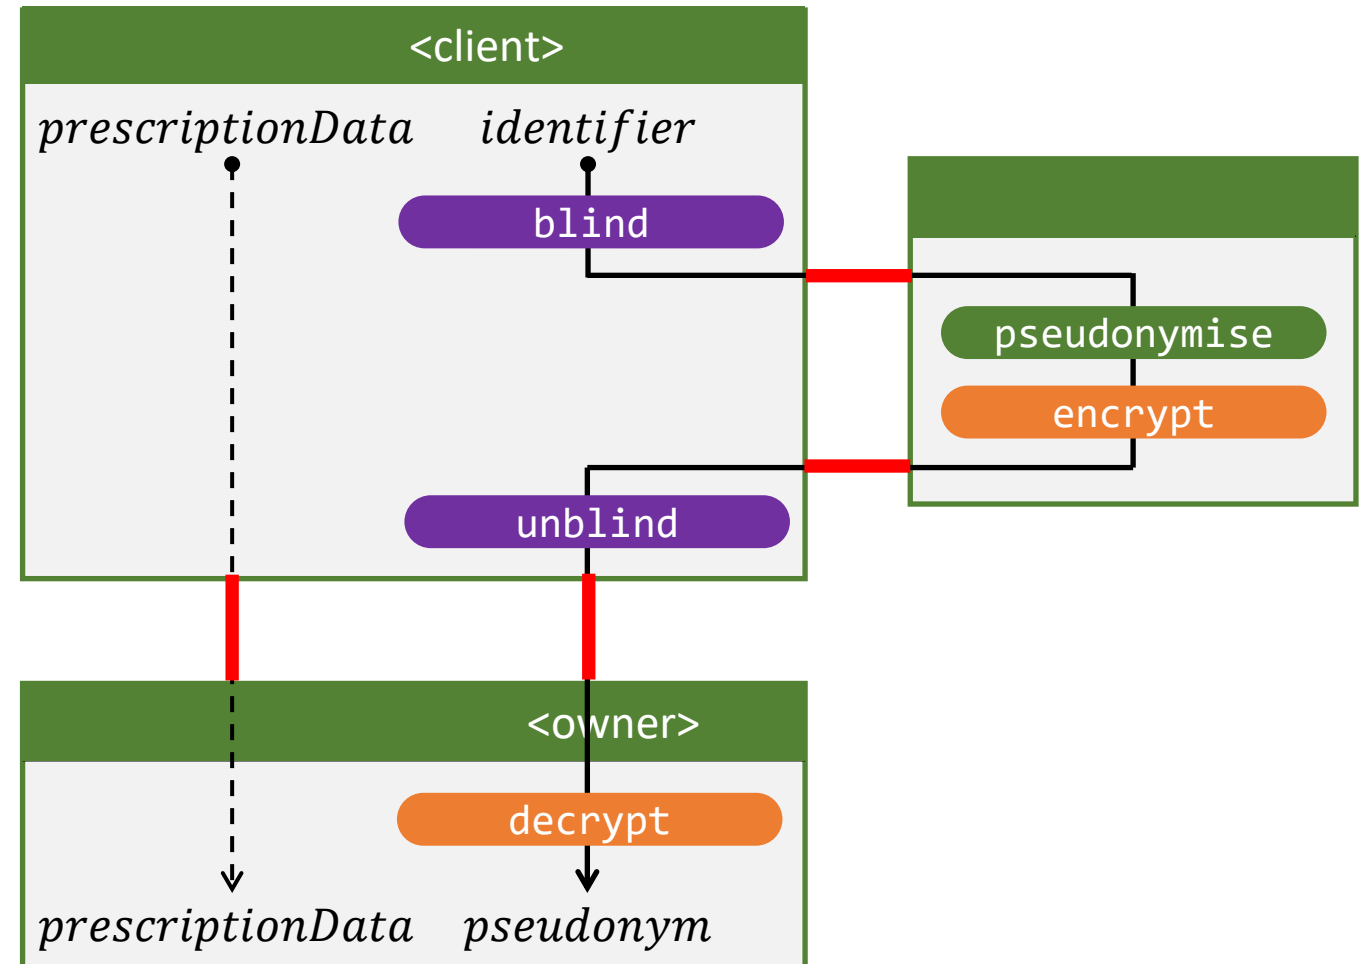 <client>
prescriptionData identifier
blind
pseudonymise
encrypt
unblind
<owner>
decrypt
prescriptionData pseudonym